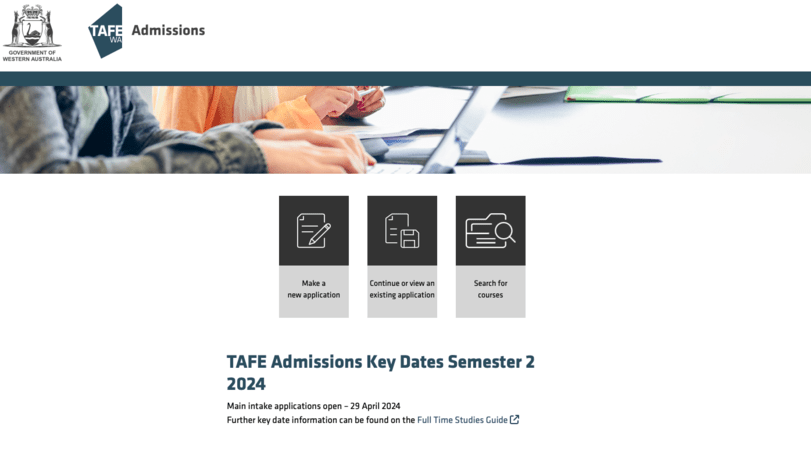 GOVERNMENT OF
WESTERN AUSTRALIA
TAFE
WA
Admissions
Make a
new application
Continue or view an
existing application
Search for
courses
TAFE Admissions Key Dates Semester 2
2024
Main intake applications open – 29 April 2024
Further key date information can be found on the Full Time Studies Guide